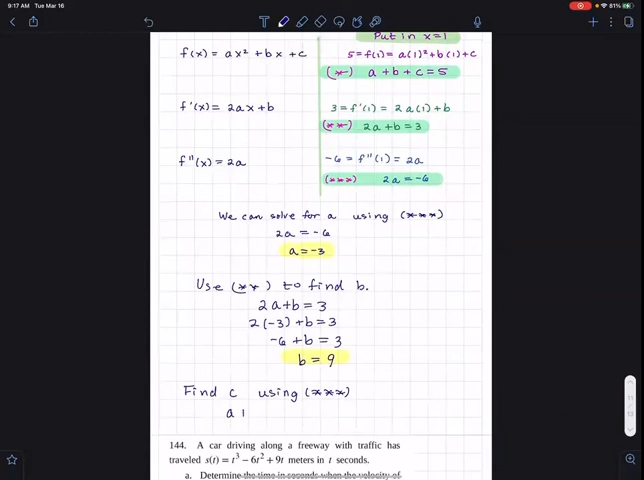 9:17 AM Tue Mar 16
81%
Put in x=1
f(x) = ax² + bx + c
5 = f(1) = a(1)² + b(1) + c
(*) a + b + c = 5
f'(x) = 2ax + b
3 = f'(1) = 2a(1) + b
(**) 2a + b = 3
f"(x) = 2a
-6 = f"(1) = 2a
(***) 2a = -6
We can solve for a using (***)
2a = -6
a = -3
Use (**) to find b.
2a + b = 3
2(-3) + b = 3
-6 + b = 3
b = 9
Find c using (***)
a
144. A car driving along a freeway with traffic has
traveled s(t) = t³ − 6t² + 9t meters in t seconds.
a. Determine the time in seconds when the velocity of